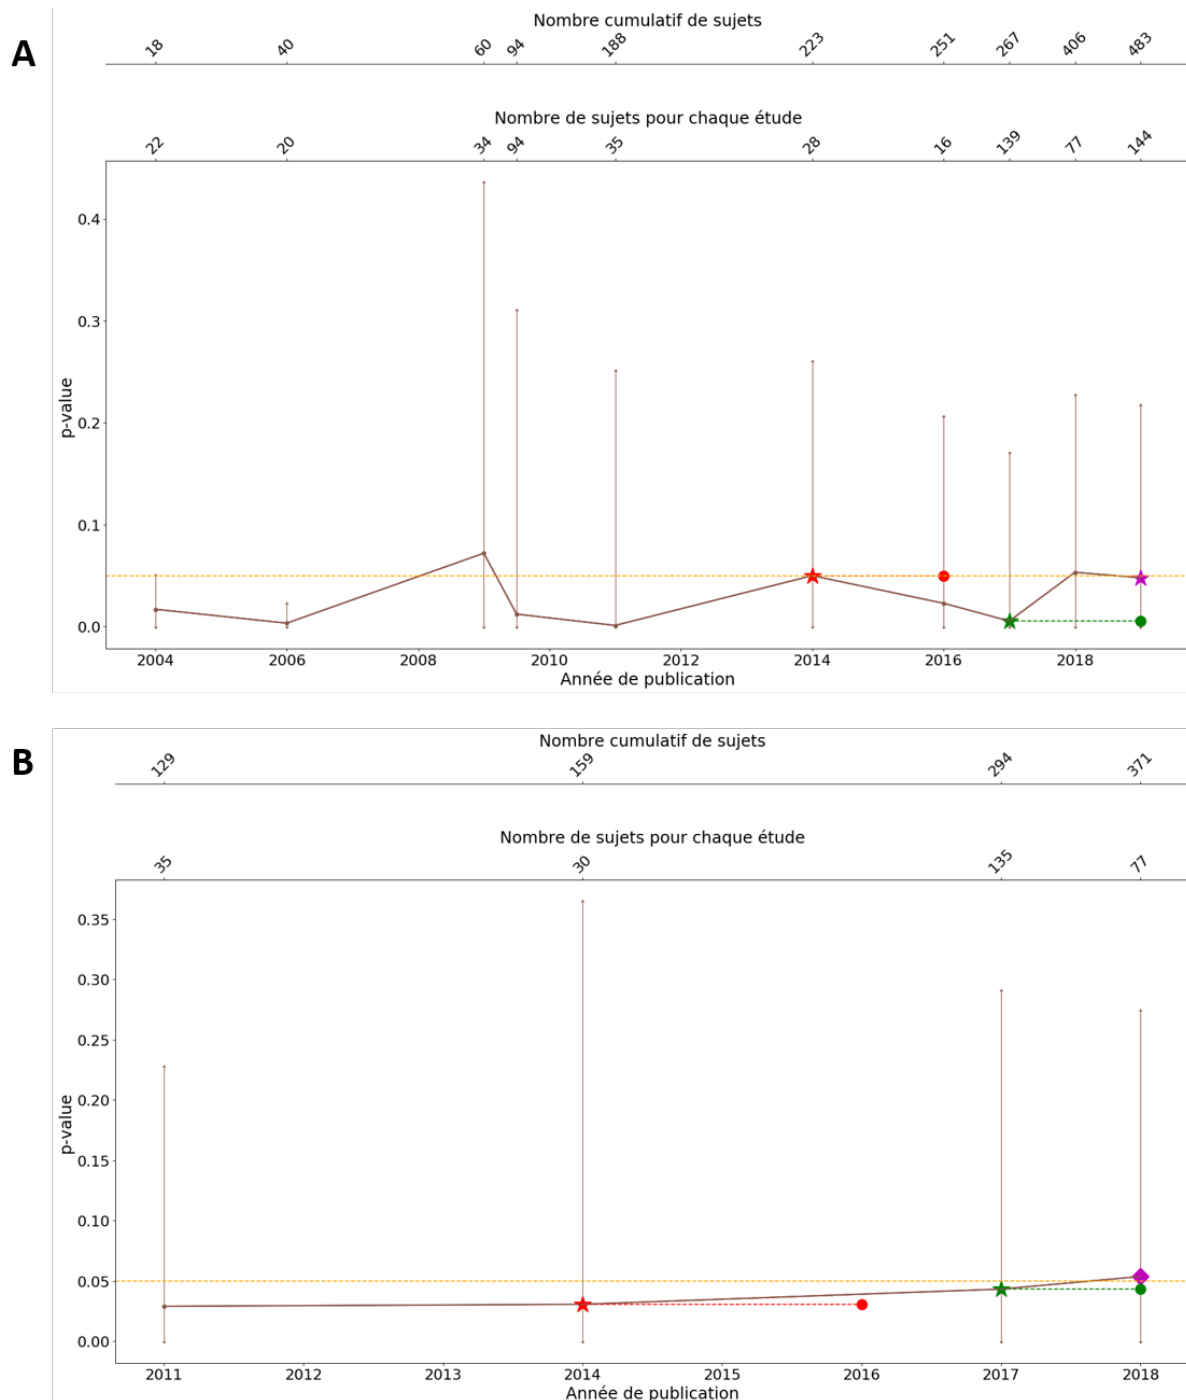 A
Nombre cumulatif de sujets
18 40 60 94 188 223 251 267 406 483
Nombre de sujets pour chaque étude
22 20 34 94 35 28 16 139 77 144
p-value
0.4
0.3
0.2
0.1
0.0
2004 2006 2008 2010 2012 2014 2016 2018
Année de publication
B
Nombre cumulatif de sujets
129 159 294 371
Nombre de sujets pour chaque étude
35 30 135 77
p-value
0.35
0.30
0.25
0.20
0.15
0.10
0.05
0.00
2011 2012 2013 2014 2015 2016 2017 2018
Année de publication